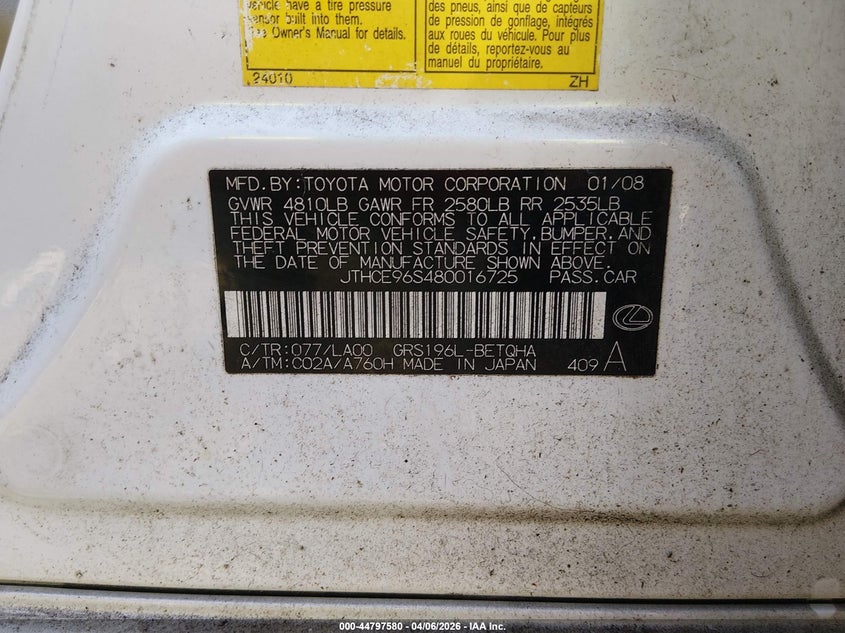 vehicle have a tire pressure
sensor built into them.
See Owner's Manual for details.
24010
des pneus, ainsi que de capteurs
de pression de gonflage, intégrés
aux roues du véhicule. Pour plus
de détails, reportez-vous au
manuel du propriétaire.
ZH
MFD.BY:TOYOTA MOTOR CORPORATION 01/08
GVWR 4810LB GAWR FR 2580LB RR 2535LB
THIS VEHICLE CONFORMS TO ALL APPLICABLE
FEDERAL MOTOR VEHICLE SAFETY,BUMPER,AND
THEFT PREVENTION STANDARDS IN EFFECT ON
THE DATE OF MANUFACTURE SHOWN ABOVE.
JTHCE96S480016725 PASS.CAR
C/TR:077/LA00 GRS196L-BETQHA
A/TM:C02A/A760H MADE IN JAPAN 409 A
000-44797580 - 04/06/2026 - IAA Inc.